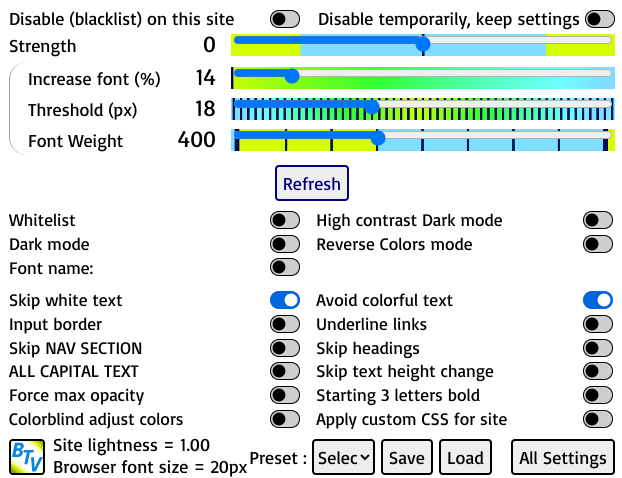 Disable (blacklist) on this site Disable temporarily, keep settings
Strength 0
Increase font (%) 14
Threshold (px) 18
Font Weight 400
Refresh
Whitelist High contrast Dark mode
Dark mode Reverse Colors mode
Font name:
Skip white text Avoid colorful text
Input border Underline links
Skip NAV SECTION Skip headings
ALL CAPITAL TEXT Skip text height change
Force max opacity Starting 3 letters bold
Colorblind adjust colors Apply custom CSS for site
BTV Site lightness = 1.00
Browser font size = 20px Preset : Selec Save Load All Settings